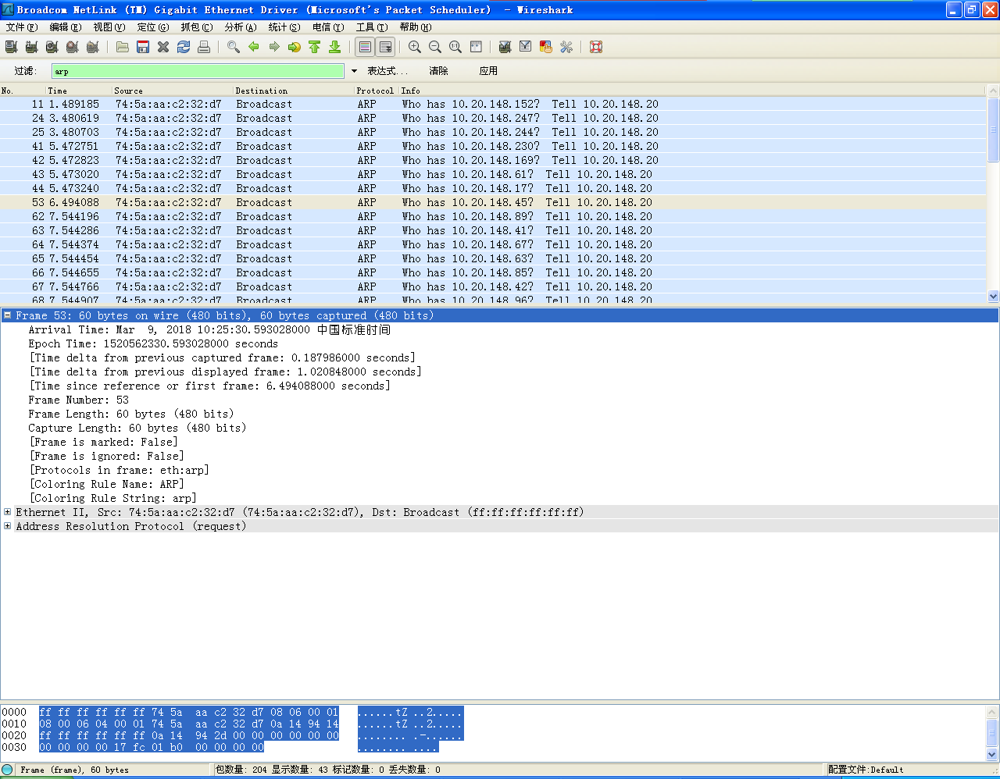 Broadcom NetLink (TM) Gigabit Ethernet Driver (Microsoft's Packet Scheduler) - Wireshark
文件(F) 编辑(E) 视图(V) 定位(G) 抓包(C) 分析(A) 统计(S) 电信(Y) 工具(T) 帮助(H)
过滤: arp 表达式... 清除 应用
No. Time Source Destination Protocol Info
11 1.489185 74:5a:aa:c2:32:d7 Broadcast ARP Who has 10.20.148.152? Tell 10.20.148.20
24 3.480619 74:5a:aa:c2:32:d7 Broadcast ARP Who has 10.20.148.247? Tell 10.20.148.20
25 3.480703 74:5a:aa:c2:32:d7 Broadcast ARP Who has 10.20.148.244? Tell 10.20.148.20
41 5.472751 74:5a:aa:c2:32:d7 Broadcast ARP Who has 10.20.148.230? Tell 10.20.148.20
42 5.472823 74:5a:aa:c2:32:d7 Broadcast ARP Who has 10.20.148.169? Tell 10.20.148.20
43 5.473020 74:5a:aa:c2:32:d7 Broadcast ARP Who has 10.20.148.61? Tell 10.20.148.20
44 5.473240 74:5a:aa:c2:32:d7 Broadcast ARP Who has 10.20.148.17? Tell 10.20.148.20
53 6.494088 74:5a:aa:c2:32:d7 Broadcast ARP Who has 10.20.148.45? Tell 10.20.148.20
62 7.544196 74:5a:aa:c2:32:d7 Broadcast ARP Who has 10.20.148.89? Tell 10.20.148.20
63 7.544286 74:5a:aa:c2:32:d7 Broadcast ARP Who has 10.20.148.41? Tell 10.20.148.20
64 7.544374 74:5a:aa:c2:32:d7 Broadcast ARP Who has 10.20.148.67? Tell 10.20.148.20
65 7.544454 74:5a:aa:c2:32:d7 Broadcast ARP Who has 10.20.148.63? Tell 10.20.148.20
66 7.544655 74:5a:aa:c2:32:d7 Broadcast ARP Who has 10.20.148.85? Tell 10.20.148.20
67 7.544766 74:5a:aa:c2:32:d7 Broadcast ARP Who has 10.20.148.42? Tell 10.20.148.20
68 7.544907 74:5a:aa:c2:32:d7 Broadcast ARP Who has 10.20.148.96? Tell 10.20.148.20
Frame 53: 60 bytes on wire (480 bits), 60 bytes captured (480 bits)
Arrival Time: Mar 9, 2018 10:25:30.593028000 中国标准时间
Epoch Time: 1520562330.593028000 seconds
[Time delta from previous captured frame: 0.187986000 seconds]
[Time delta from previous displayed frame: 1.020848000 seconds]
[Time since reference or first frame: 6.494088000 seconds]
Frame Number: 53
Frame Length: 60 bytes (480 bits)
Capture Length: 60 bytes (480 bits)
[Frame is marked: False]
[Frame is ignored: False]
[Protocols in frame: eth:arp]
[Coloring Rule Name: ARP]
[Coloring Rule String: arp]
Ethernet II, Src: 74:5a:aa:c2:32:d7 (74:5a:aa:c2:32:d7), Dst: Broadcast (ff:ff:ff:ff:ff:ff)
Address Resolution Protocol (request)
0000 ff ff ff ff ff ff 74 5a aa c2 32 d7 08 06 00 01 ......tZ ..2.....
0010 08 00 06 04 00 01 74 5a aa c2 32 d7 0a 14 94 14 ......tZ ..2.....
0020 ff ff ff ff ff ff 0a 14 94 2d 00 00 00 00 00 00 ........ .-......
0030 00 00 00 00 17 fc 01 b0 00 00 00 00 ........ ....
Frame (frame), 60 bytes 包数量: 204 显示数量: 43 标记数量: 0 丢失数量: 0 配置文件:Default